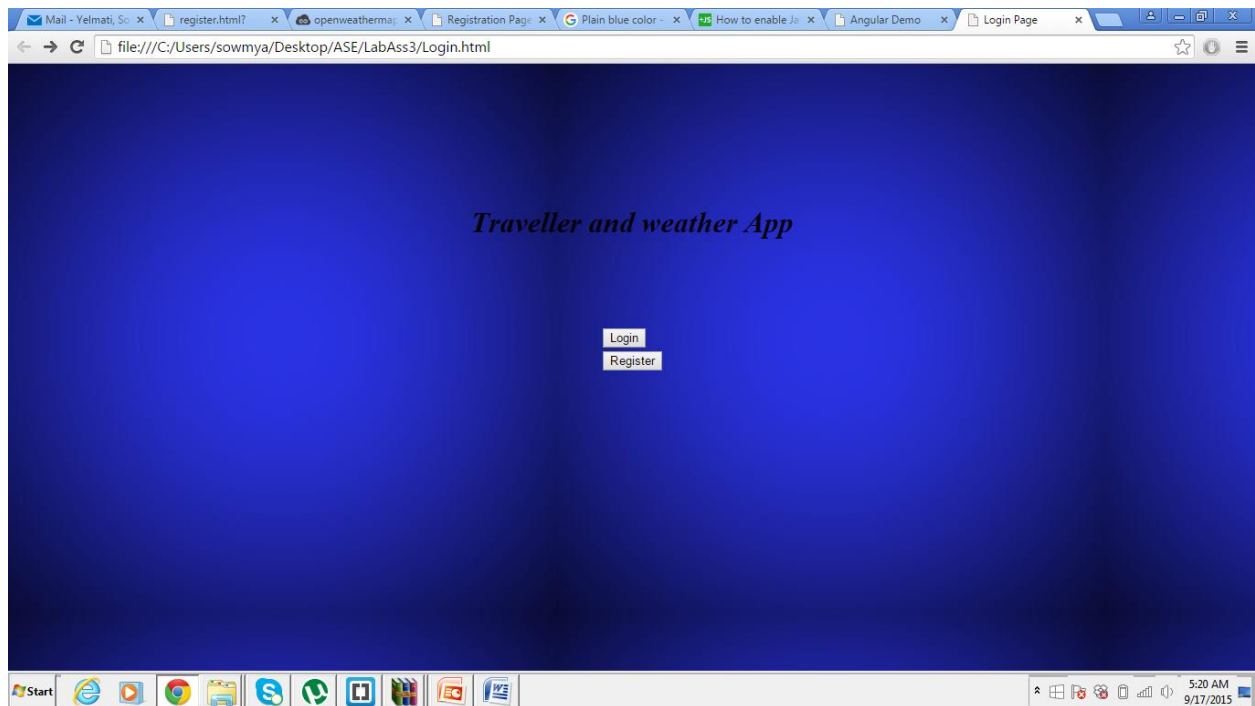 Mail - Yelmati, So
register.html?
openweathermap
Registration Page
Plain blue color -
How to enable Ja
Angular Demo
Login Page
file:///C:/Users/sowmya/Desktop/ASE/LabAss3/Login.html
Traveller and weather App
Login
Register
Start
5:20 AM
9/17/2015